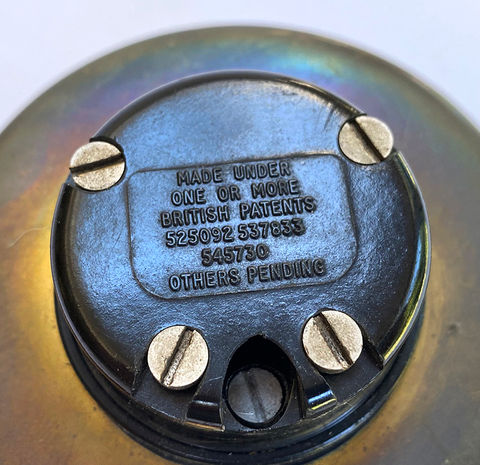 MADE UNDER
ONE OR MORE
BRITISH PATENTS
525092 537833
545730
OTHERS PENDING